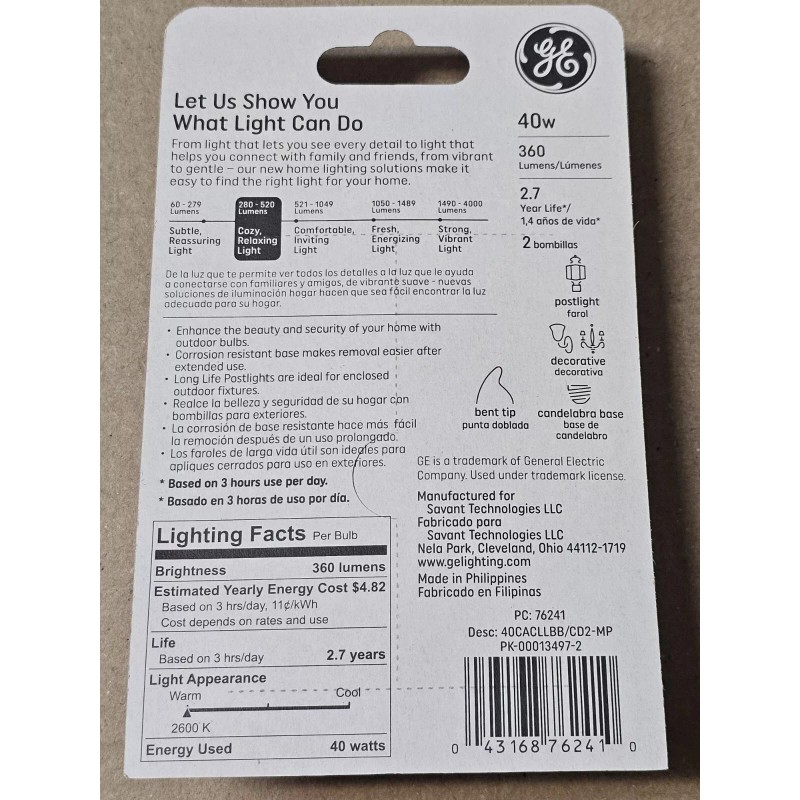 GE
Let Us Show You
What Light Can Do
From light that lets you see every detail to light that
helps you connect with family and friends, from vibrant
to gentle – our new home lighting solutions make it
easy to find the right light for your home.
60 - 279 Lumens
Subtle, Reassuring Light
280 - 520 Lumens
Cozy, Relaxing Light
521 - 1049 Lumens
Comfortable, Inviting Light
1050 - 1489 Lumens
Fresh, Energizing Light
1490 - 4000 Lumens
Strong, Vibrant Light
De la luz que te permite ver todos los detalles a la luz que le ayuda
a conectarse con familiares y amigos, de vibrante suave - nuevas
soluciones de iluminación hogar hacen que sea fácil encontrar la luz
adecuada para su hogar.
• Enhance the beauty and security of your home with
outdoor bulbs.
• Corrosion resistant base makes removal easier after
extended use.
• Long Life Postlights are ideal for enclosed
outdoor fixtures.
• Realce la belleza y seguridad de su hogar con
bombillas para exteriores.
• La corrosión de base resistante hace más fácil
la remoción después de un uso prolongado.
• Los faroles de larga vida útil son ideales para
apliques cerrados para uso en exteriores.
* Based on 3 hours use per day.
* Basado en 3 horas de uso por día.
40w
360
Lumens/Lúmenes
2.7
Year Life*/
1,4 años de vida*
2 bombillas
postlight
farol
decorative
decorativa
bent tip
punta doblada
candelabra base
base de
candelabro
GE is a trademark of General Electric
Company. Used under trademark license.
Manufactured for
Savant Technologies LLC
Fabricado para
Savant Technologies LLC
Nela Park, Cleveland, Ohio 44112-1719
www.gelighting.com
Made in Philippines
Fabricado en Filipinas
PC: 76241
Desc: 40CACLLBB/CD2-MP
PK-00013497-2
0 43168 76241 0
Lighting Facts Per Bulb
Brightness 360 lumens
Estimated Yearly Energy Cost $4.82
Based on 3 hrs/day, 11¢/kWh
Cost depends on rates and use
Life
Based on 3 hrs/day 2.7 years
Light Appearance
Warm Cool
2600 K
Energy Used 40 watts